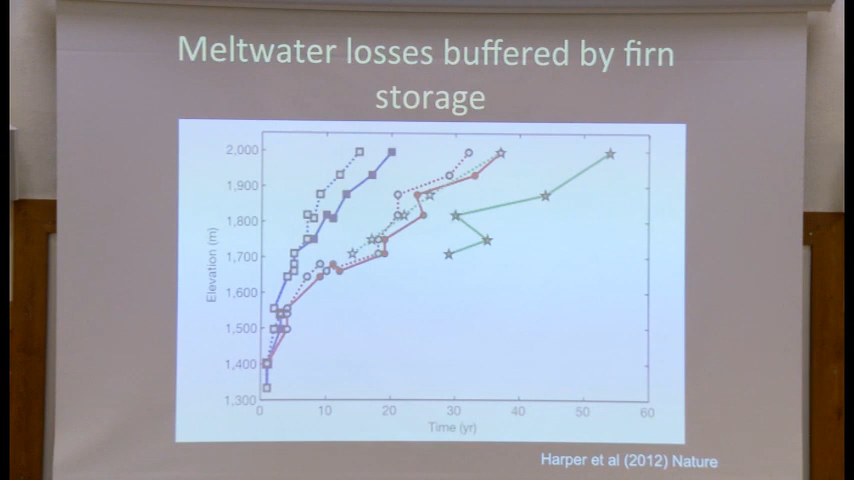 Meltwater losses buffered by firn
storage
2,000
1,900
1,800
1,700
1,600
1,500
1,400
1,300
Elevation (m)
0 10 20 30 40 50 60
Time (yr)
Harper et al (2012) Nature